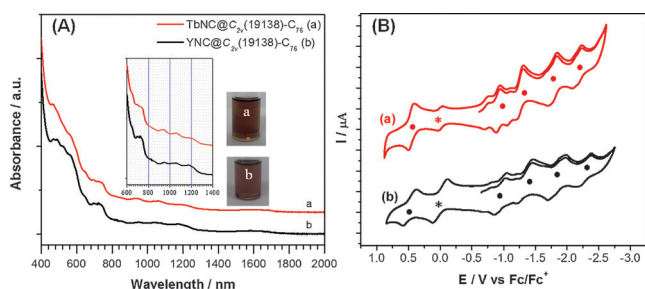 (A)
TbNC@C2v(19138)-C76 (a)
YNC@C2v(19138)-C76 (b)
a
b
600 800 1000 1200 1400
a
b
Absorbance / a.u.
400 600 800 1000 1200 1400 1600 1800 2000
Wavelength / nm
(B)
(a)
*
(b)
*
I / μA
1.0 0.5 0.0 -0.5 -1.0 -1.5 -2.0 -2.5 -3.0
E / V vs Fc/Fc+